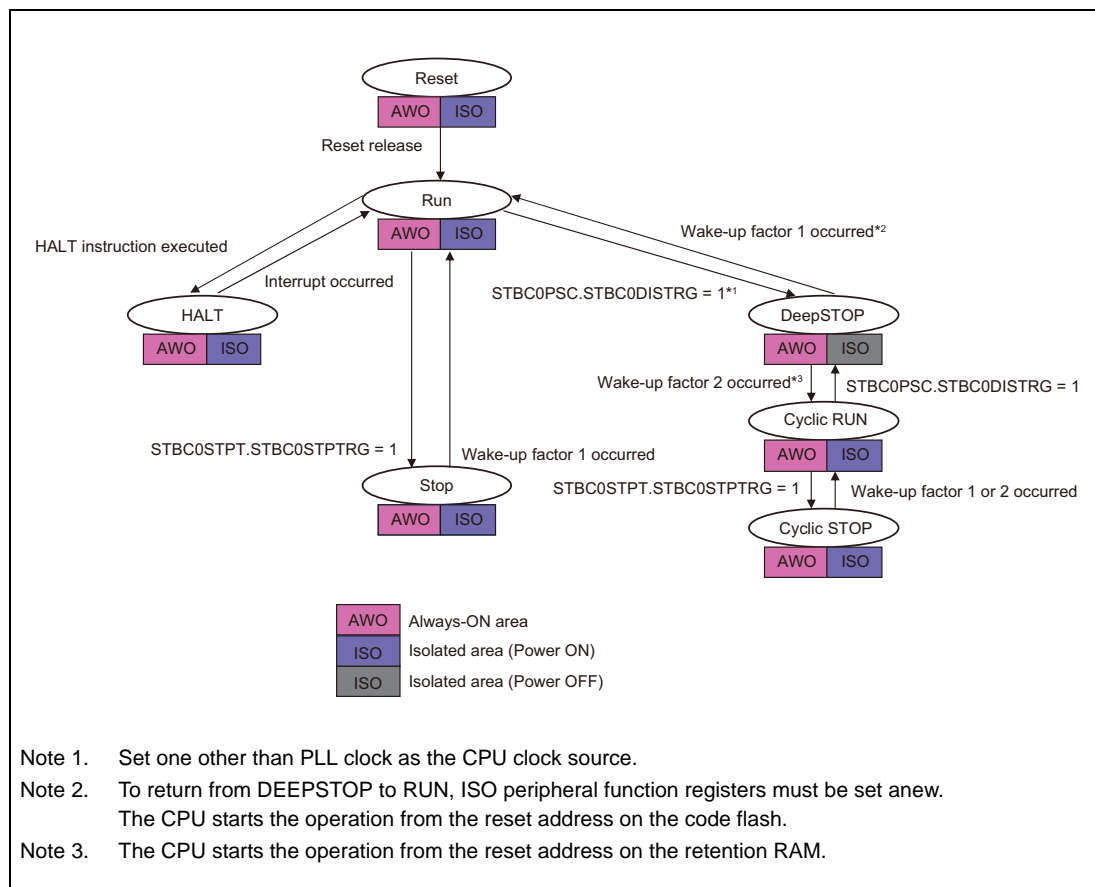 Reset
AWO ISO
Reset release
Run
AWO ISO
Wake-up factor 1 occurred*2
HALT instruction executed
Interrupt occurred
STBC0PSC.STBC0DISTRG = 1*1
HALT
AWO ISO
DeepSTOP
AWO ISO
Wake-up factor 2 occurred*3
STBC0PSC.STBC0DISTRG = 1
Cyclic RUN
AWO ISO
STBC0STPT.STBC0STPTRG = 1
Wake-up factor 1 occurred
Stop
AWO ISO
STBC0STPT.STBC0STPTRG = 1
Wake-up factor 1 or 2 occurred
Cyclic STOP
AWO ISO
AWO Always-ON area
ISO Isolated area (Power ON)
ISO Isolated area (Power OFF)
Note 1. Set one other than PLL clock as the CPU clock source.
Note 2. To return from DEEPSTOP to RUN, ISO peripheral function registers must be set anew.
The CPU starts the operation from the reset address on the code flash.
Note 3. The CPU starts the operation from the reset address on the retention RAM.